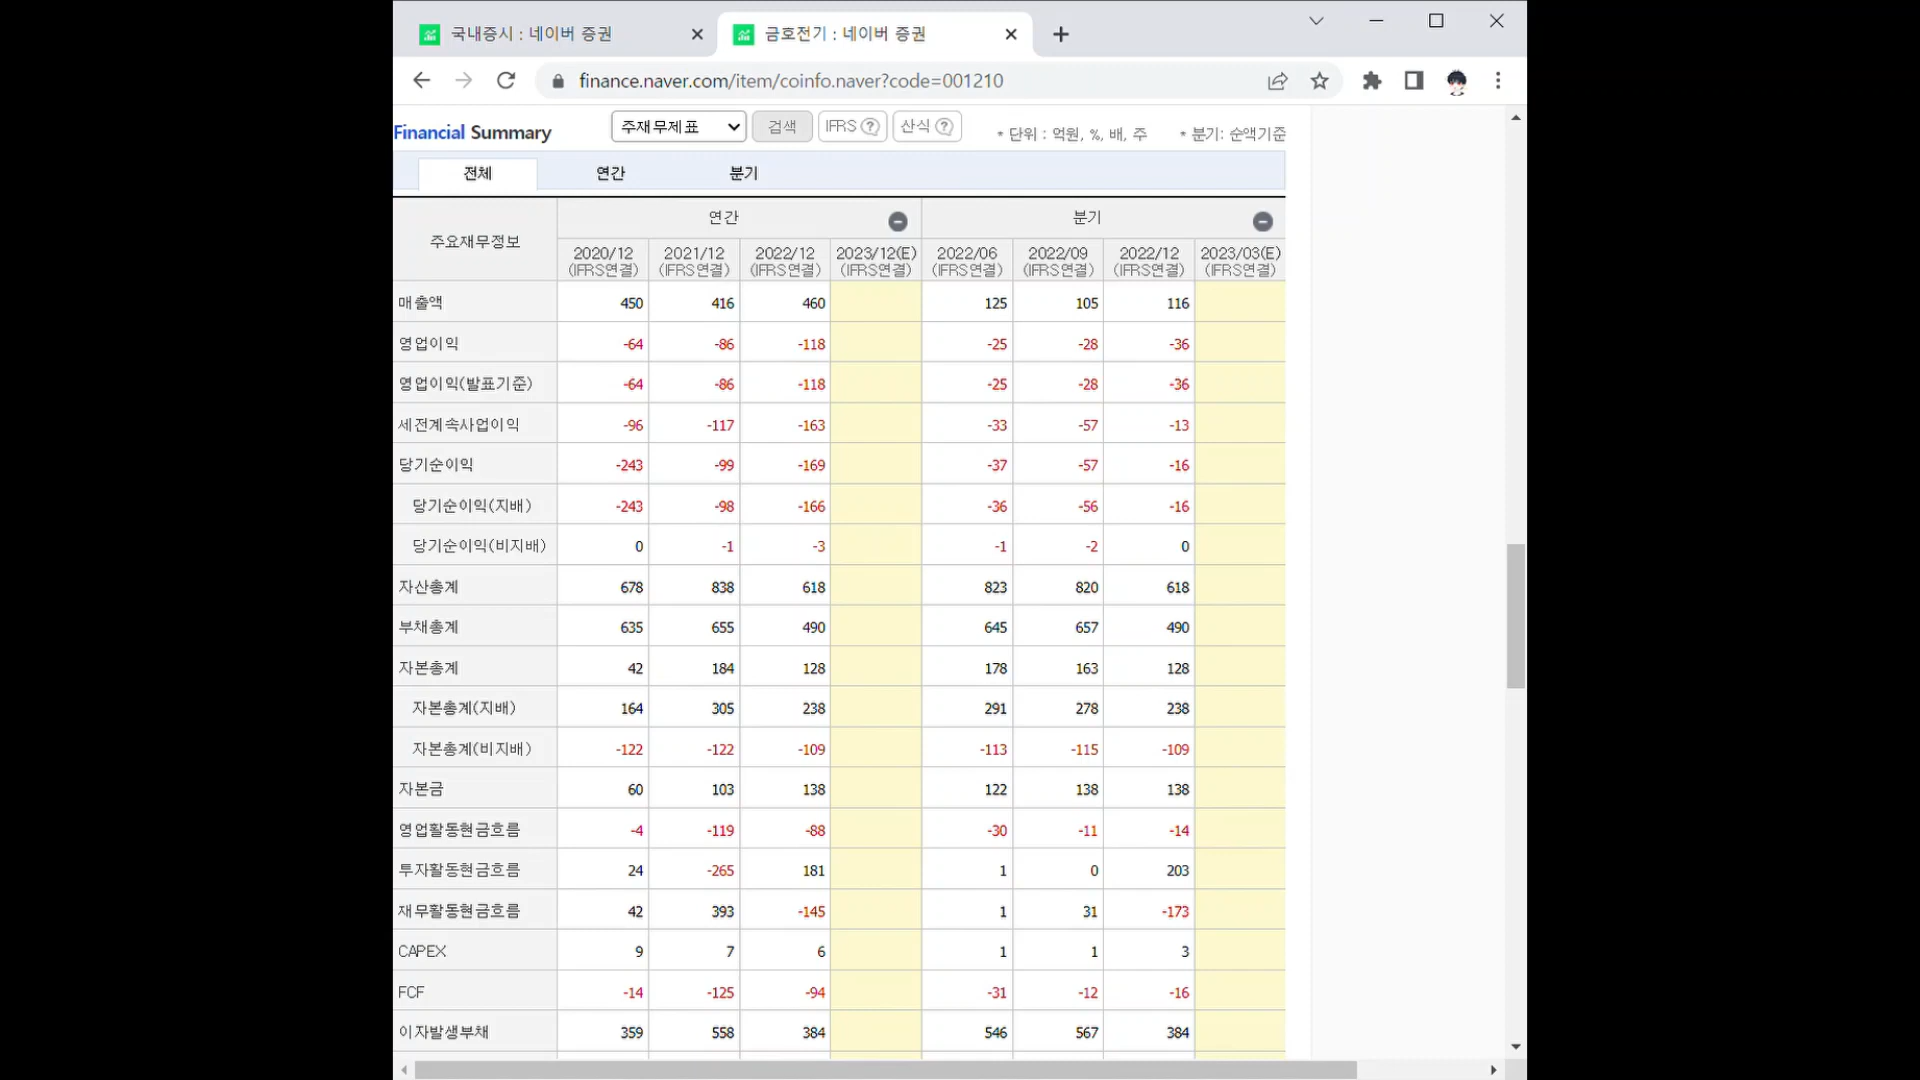 국내증시 : 네이버 증권
금호전기 : 네이버 증권
finance.naver.com/item/coinfo.naver?code=001210
Financial Summary 주재무제표 검색 IFRS ? 산식 ? * 단위 : 억원, %, 배, 주 * 분기: 순액기준
전체 연간 분기
주요재무정보 연간 분기
2020/12 2021/12 2022/12 2023/12(E) 2022/06 2022/09 2022/12 2023/03(E)
(IFRS연결) (IFRS연결) (IFRS연결) (IFRS연결) (IFRS연결) (IFRS연결) (IFRS연결) (IFRS연결)
매출액 450 416 460 125 105 116
영업이익 -64 -86 -118 -25 -28 -36
영업이익(발표기준) -64 -86 -118 -25 -28 -36
세전계속사업이익 -96 -117 -163 -33 -57 -13
당기순이익 -243 -99 -169 -37 -57 -16
당기순이익(지배) -243 -98 -166 -36 -56 -16
당기순이익(비지배) 0 -1 -3 -1 -2 0
자산총계 678 838 618 823 820 618
부채총계 635 655 490 645 657 490
자본총계 42 184 128 178 163 128
자본총계(지배) 164 305 238 291 278 238
자본총계(비지배) -122 -122 -109 -113 -115 -109
자본금 60 103 138 122 138 138
영업활동현금흐름 -4 -119 -88 -30 -11 -14
투자활동현금흐름 24 -265 181 1 0 203
재무활동현금흐름 42 393 -145 1 31 -173
CAPEX 9 7 6 1 1 3
FCF -14 -125 -94 -31 -12 -16
이자발생부채 359 558 384 546 567 384